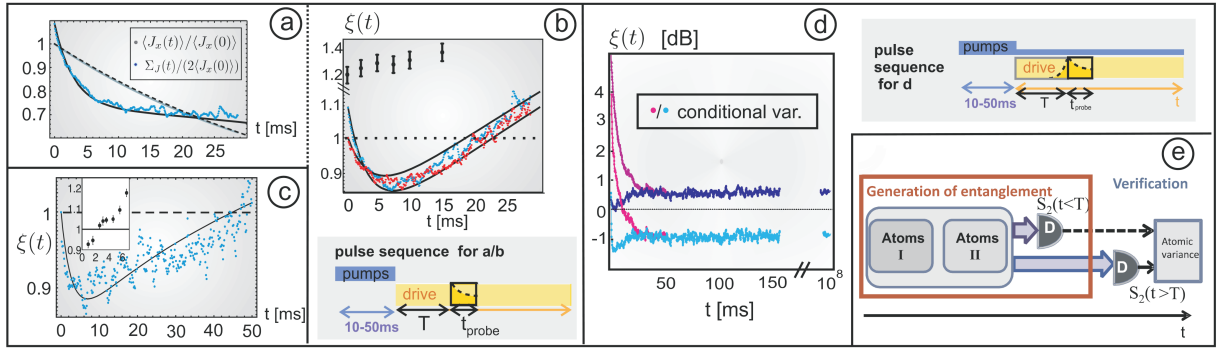 a
1
0.9
0.8
0.7
⟨J_x(t)⟩/⟨J_x(0)⟩
Σ_J(t)/(2⟨J_x(0)⟩)
0 5 10 15 20 25
t [ms]
c
ξ(t)
1
0.9
1.2
1.1
1
0.9
0 2 4 6
0 10 20 30 40 50
t [ms]
b
ξ(t)
1.4
1.2
1
0.9
0 5 10 15 20 25
t [ms]
pulse sequence for a/b
pumps
drive
10-50ms
T
t_probe
d
ξ(t) [dB]
4
3
2
1
0
-1
•/• conditional var.
25 50 100 150 10^8
t [ms]
pulse
sequence
for d
pumps
drive
10-50ms
T
t_probe
t
e
Generation of entanglement
Verification
S_2(t<T)
Atoms
I
Atoms
II
D
D
Atomic
variance
S_2(t>T)
t